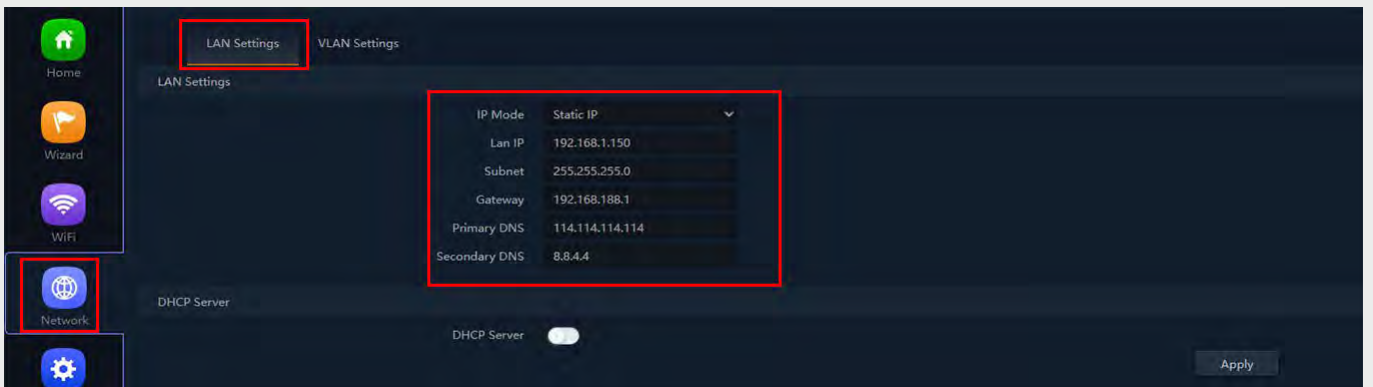 Home
Wizard
WiFi
Network
LAN Settings VLAN Settings
LAN Settings
IP Mode Static IP
Lan IP 192.168.1.150
Subnet 255.255.255.0
Gateway 192.168.188.1
Primary DNS 114.114.114.114
Secondary DNS 8.8.4.4
DHCP Server
DHCP Server
Apply